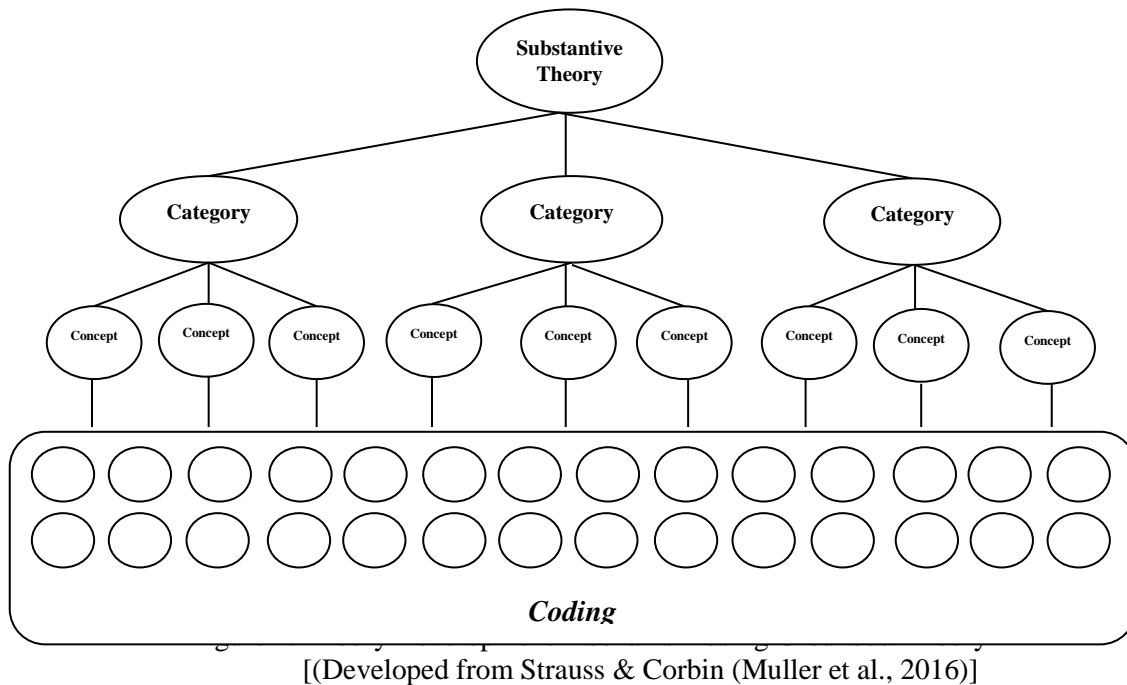 Substantive
Theory
Category
Category
Category
Concept
Concept
Concept
Concept
Concept
Concept
Concept
Concept
Concept
Coding
[(Developed from Strauss & Corbin (Muller et al., 2016)]